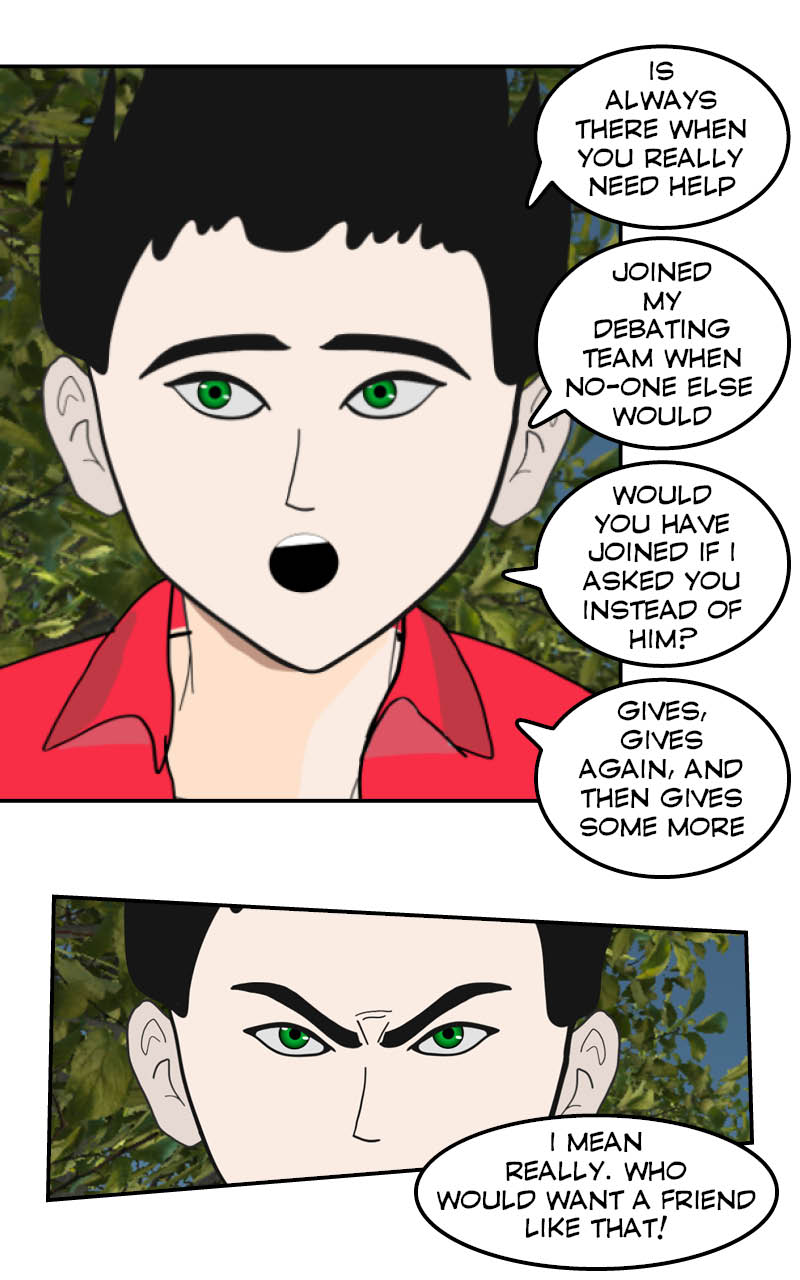 IS
ALWAYS
THERE WHEN
YOU REALLY
NEED HELP
JOINED
MY
DEBATING
TEAM WHEN
NO-ONE ELSE
WOULD
WOULD
YOU HAVE
JOINED IF I
ASKED YOU
INSTEAD OF
HIM?
GIVES,
GIVES
AGAIN, AND
THEN GIVES
SOME MORE
I MEAN
REALLY. WHO
WOULD WANT A FRIEND
LIKE THAT!